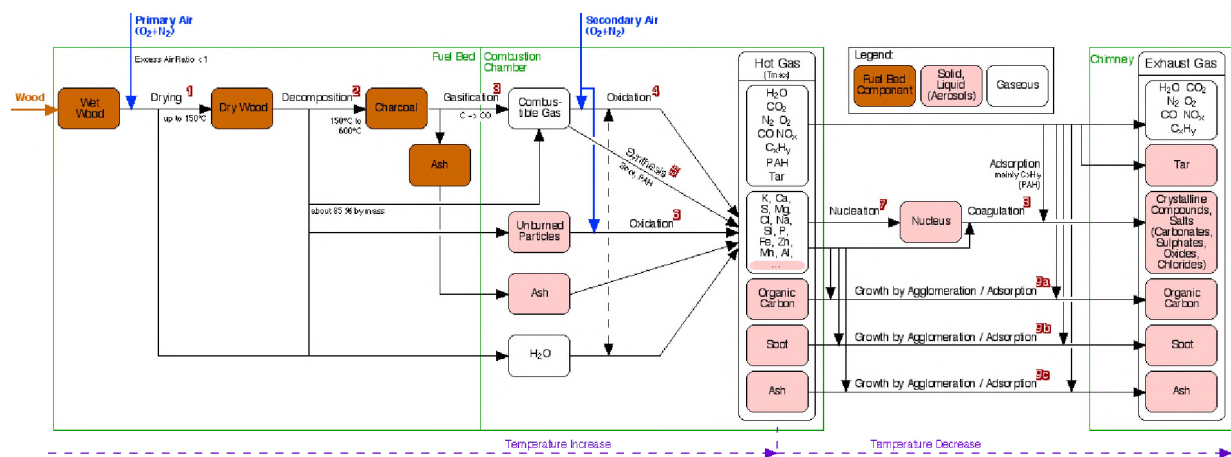 Primary Air
(O₂+N₂)
Secondary Air
(O₂+N₂)
Excess Air Ratio < 1
Fuel Bed
Combustion
Chamber
Hot Gas
(Tmax)
Legend:
Fuel Bed
Component
Solid,
Liquid
(Aerosols)
Gaseous
Chimney
Exhaust Gas
Wood
Wet
Wood
Drying 1
up to 150°C
Dry Wood
Decomposition 2
150°C to
600°C
Charcoal
Gasification 3
C -> CO
Combus-
tible Gas
Oxidation 4
H₂O
CO₂
N₂ O₂
CO NOₓ
CₓHy
PAH
Tar
H₂O CO₂
N₂ O₂
CO NOₓ
CₓHy
Ash
Synthesis 5
Soot, PAH
Adsorption
mainly CₓHy
(PAH)
Tar
about 85 % by mass
Unburned
Particles
Oxidation 6
K, Ca,
S, Mg,
Cl, Na,
Si, P,
Fe, Zn,
Mn, Al,
...
Nucleation 7
Nucleus
Coagulation 8
Crystalline
Compounds,
Salts
(Carbonates,
Sulphates,
Oxides,
Chlorides)
Ash
Organic
Carbon
Growth by Agglomeration / Adsorption 9a
Organic
Carbon
H₂O
Soot
Growth by Agglomeration / Adsorption 9b
Soot
Ash
Growth by Agglomeration / Adsorption 9c
Ash
Temperature Increase
Temperature Decrease